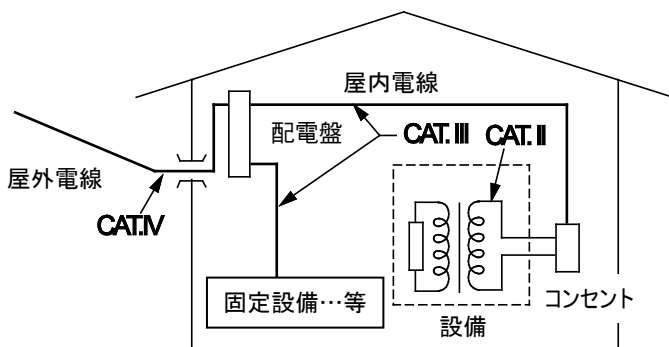 屋内電線
配電盤
CAT. III
CAT. II
屋外電線
CAT.IV
固定設備…等
コンセント
設備